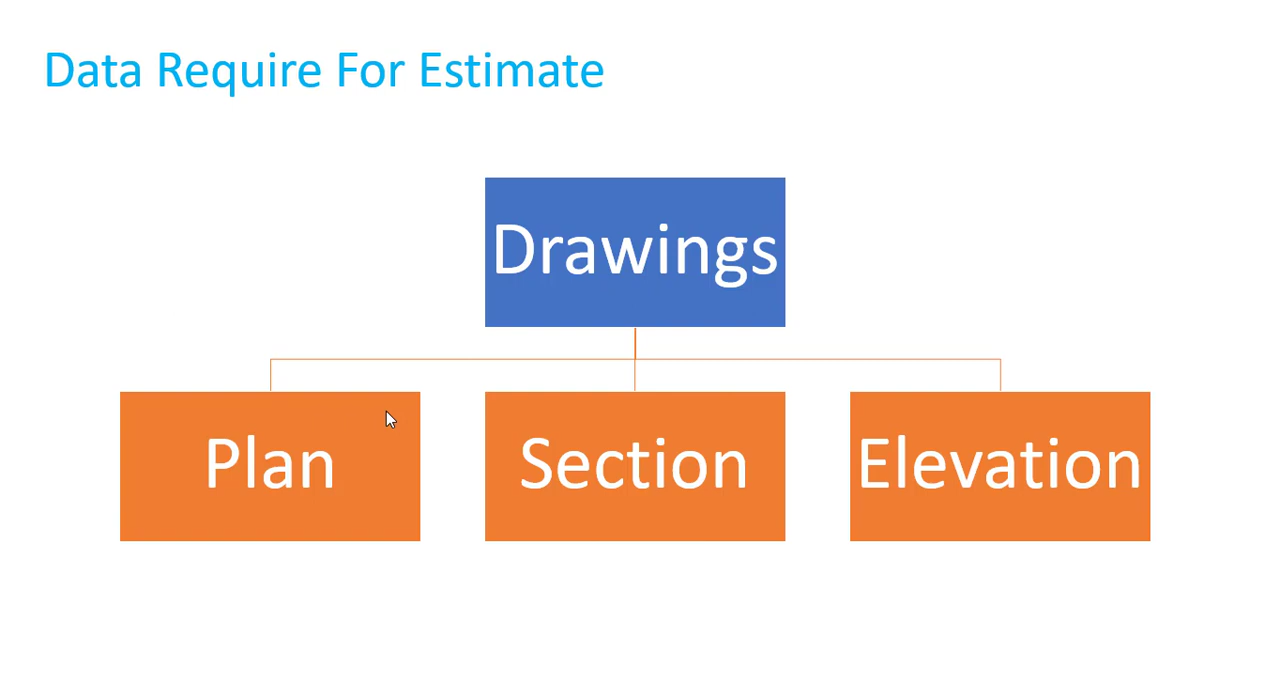 Data Require For Estimate
Drawings
Plan
Section
Elevation